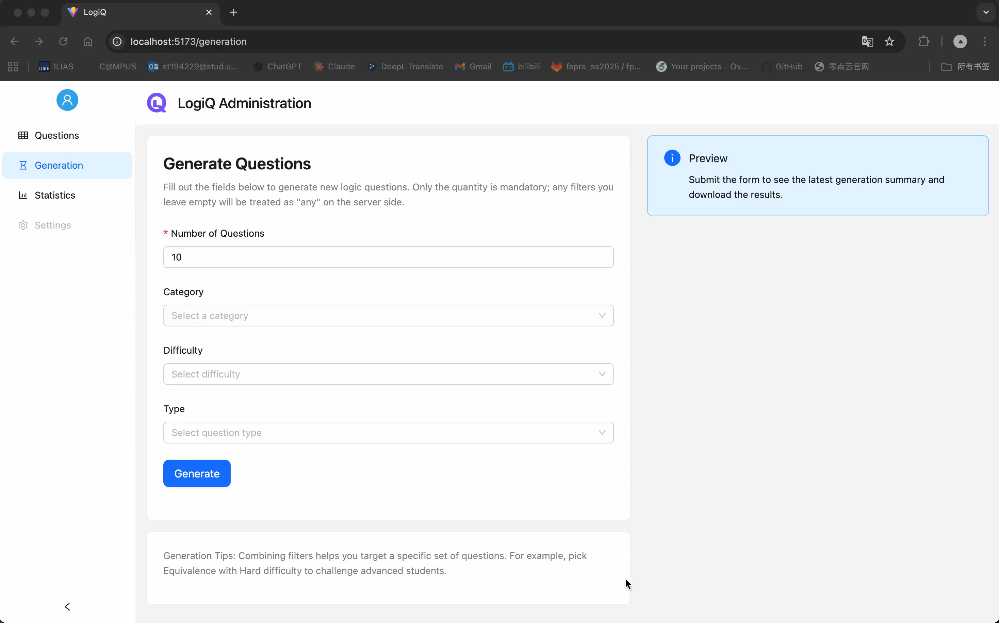 LogiQ
localhost:5173/generation
ILIAS ILIAS C@MPUS st194229@stud.u... ChatGPT Claude DeepL Translate Gmail bilibili fapra_ss2025 / fp... Your projects - Ov... GitHub 零点云官网 所有书签
LogiQ Administration
Questions
Generation
Statistics
Settings
Generate Questions
Fill out the fields below to generate new logic questions. Only the quantity is mandatory; any filters you
leave empty will be treated as "any" on the server side.
* Number of Questions
10
Category
Select a category
Difficulty
Select difficulty
Type
Select question type
Generate
Generation Tips: Combining filters helps you target a specific set of questions. For example, pick
Equivalence with Hard difficulty to challenge advanced students.
Preview
Submit the form to see the latest generation summary and
download the results.